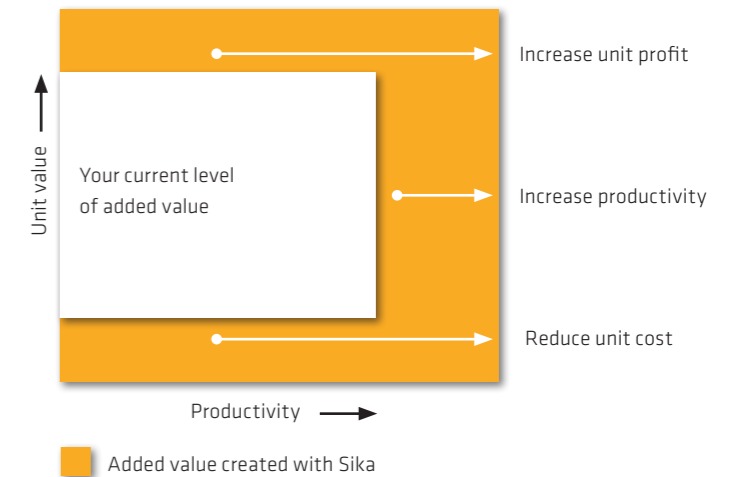 Increase unit profit
Unit value
Your current level
of added value
Increase productivity
Reduce unit cost
Productivity
Added value created with Sika